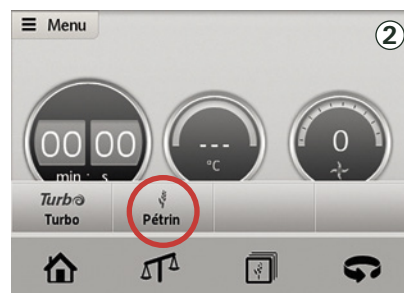 ☰ Menu
2
00 00
min : s
---
°C
0
Turbo
Turbo
Pétrin